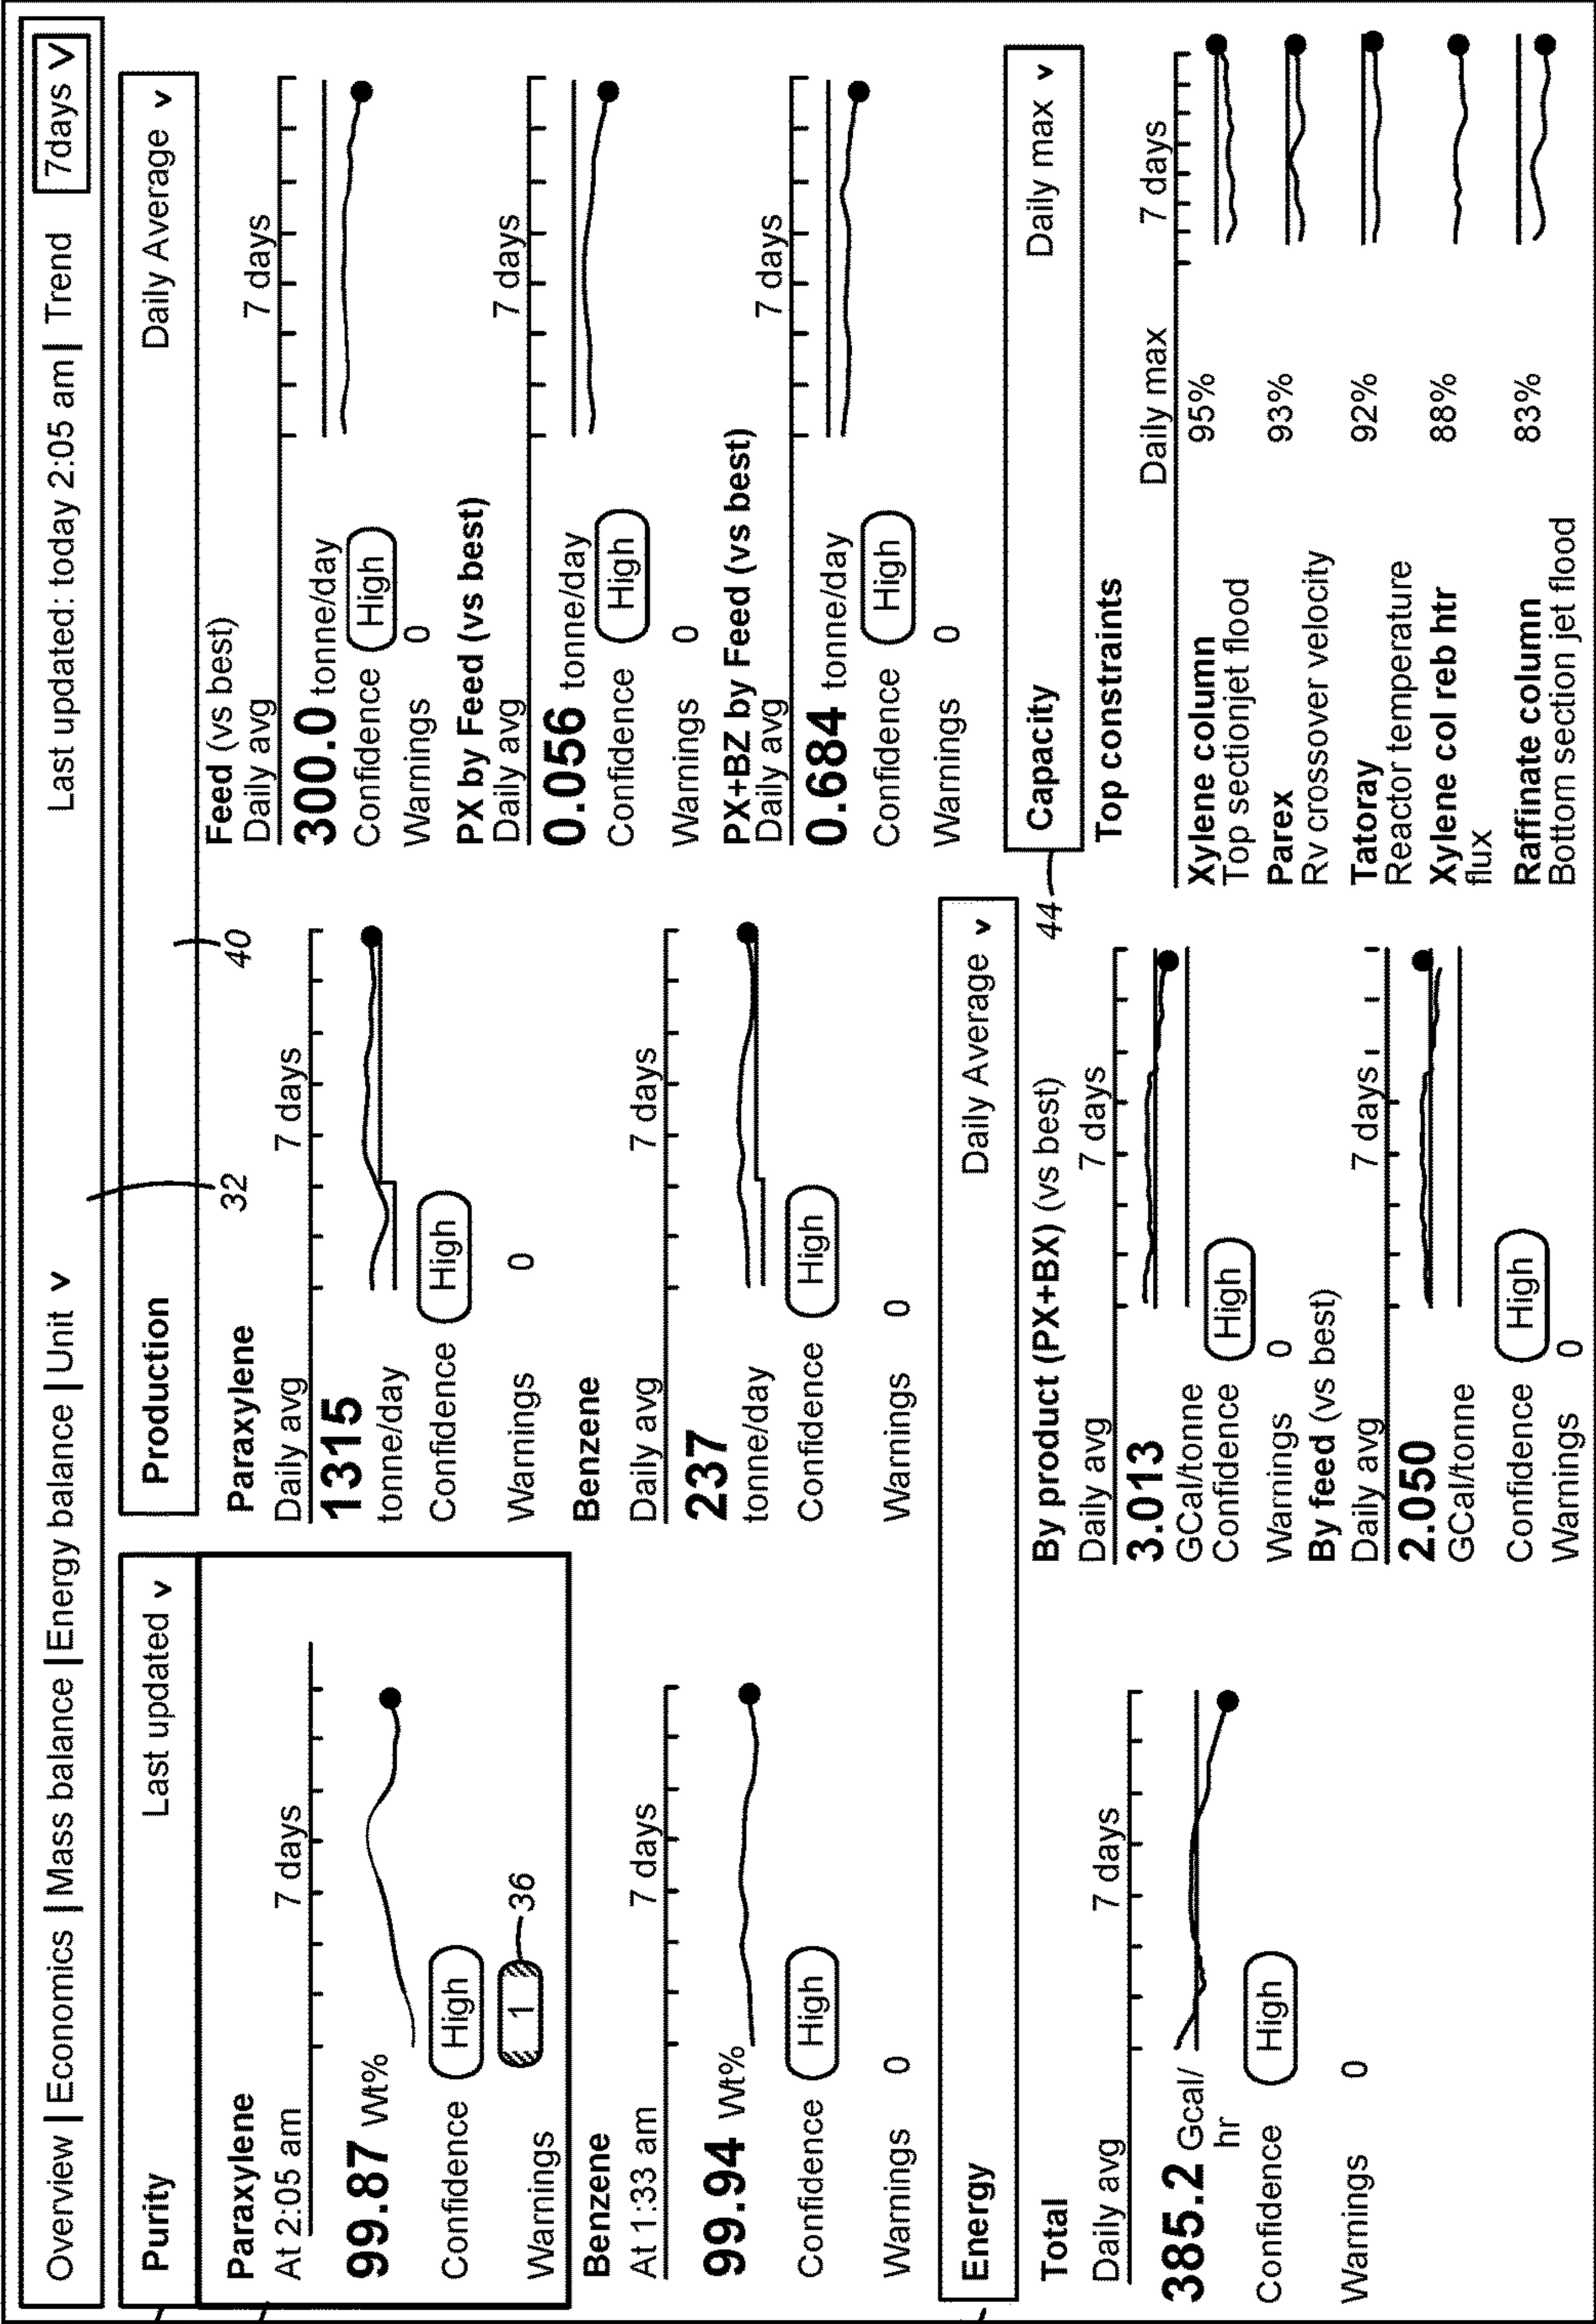 Overview | Economics | Mass balance | Energy balance | Unit v
Last updated: today 2:05 am | Trend 7days V
Purity Last updated v
Paraxylene
At 2:05 am 7 days
99.87 Wt%
Confidence High
Warnings 1
36
Benzene
At 1:33 am 7 days
99.94 Wt%
Confidence High
Warnings 0
Production Daily Average v
32
40
Paraxylene
Daily avg 7 days
1315
tonne/day
Confidence High
Warnings 0
Benzene
Daily avg 7 days
237
tonne/day
Confidence High
Warnings 0
Feed (vs best)
Daily avg 7 days
300.0 tonne/day
Confidence High
Warnings 0
PX by Feed (vs best)
Daily avg 7 days
0.056 tonne/day
Confidence High
Warnings 0
PX+BZ by Feed (vs best)
Daily avg 7 days
0.684 tonne/day
Confidence High
Warnings 0
Energy Daily Average v
Total
Daily avg 7 days
385.2 Gcal/
hr
Confidence High
Warnings 0
By product (PX+BX) (vs best)
Daily avg 7 days
3.013
GCal/tonne
Confidence High
Warnings 0
By feed (vs best)
Daily avg 7 days
2.050
GCal/tonne
Confidence High
Warnings 0
44
Capacity Daily max v
Top constraints
Daily max 7 days
Xylene column 95%
Top sectionjet flood
Parex 93%
Rv crossover velocity
Tatoray 92%
Reactor temperature
Xylene col reb htr 88%
flux
Raffinate column 83%
Bottom section jet flood